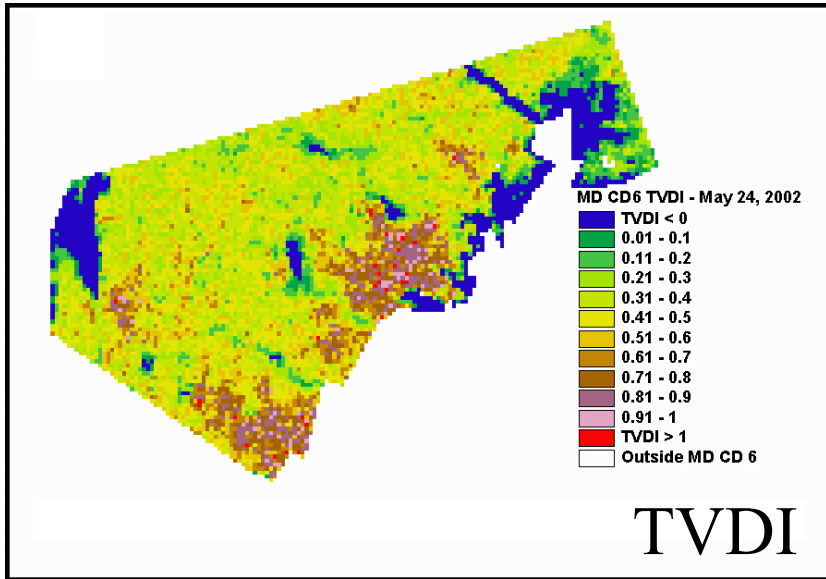 MD CD6 TVDI - May 24, 2002
TVDI < 0
0.01 - 0.1
0.11 - 0.2
0.21 - 0.3
0.31 - 0.4
0.41 - 0.5
0.51 - 0.6
0.61 - 0.7
0.71 - 0.8
0.81 - 0.9
0.91 - 1
TVDI > 1
Outside MD CD 6
TVDI